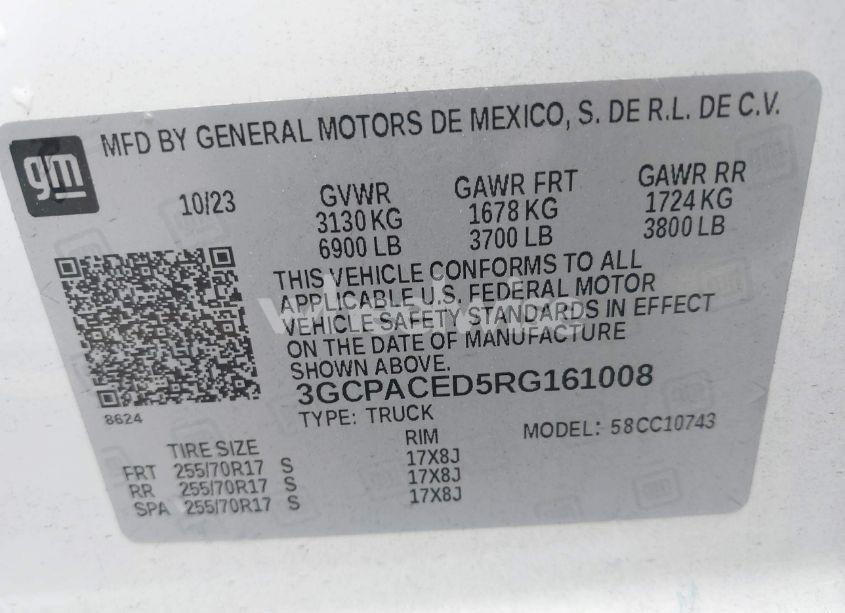 gm
MFD BY GENERAL MOTORS DE MEXICO, S. DE R.L. DE C.V.
10/23
GVWR
3130 KG
6900 LB
GAWR FRT
1678 KG
3700 LB
GAWR RR
1724 KG
3800 LB
THIS VEHICLE CONFORMS TO ALL
APPLICABLE U.S. FEDERAL MOTOR
VEHICLE SAFETY STANDARDS IN EFFECT
ON THE DATE OF MANUFACTURE
SHOWN ABOVE.
3GCPACED5RG161008
8624
TYPE: TRUCK
MODEL: 58CC10743
TIRE SIZE RIM
FRT 255/70R17 S 17X8J
RR 255/70R17 S 17X8J
SPA 255/70R17 S 17X8J